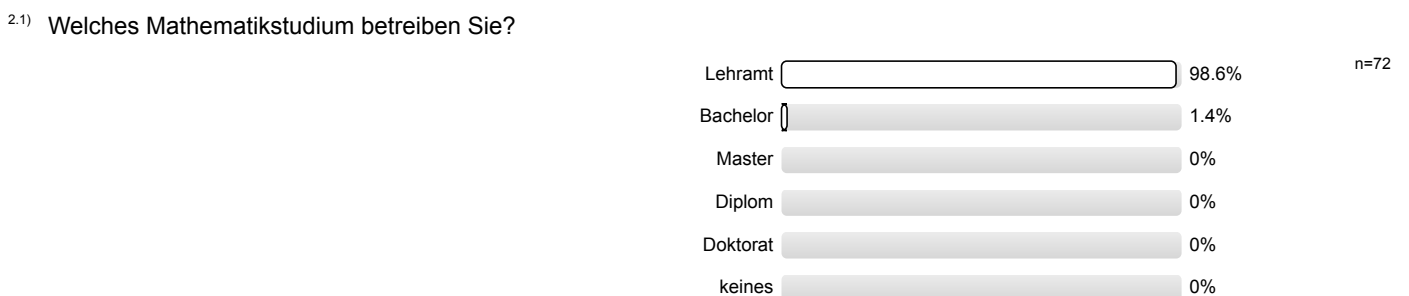 2.1) Welches Mathematikstudium betreiben Sie?
n=72
Lehramt 98.6%
Bachelor 1.4%
Master 0%
Diplom 0%
Doktorat 0%
keines 0%